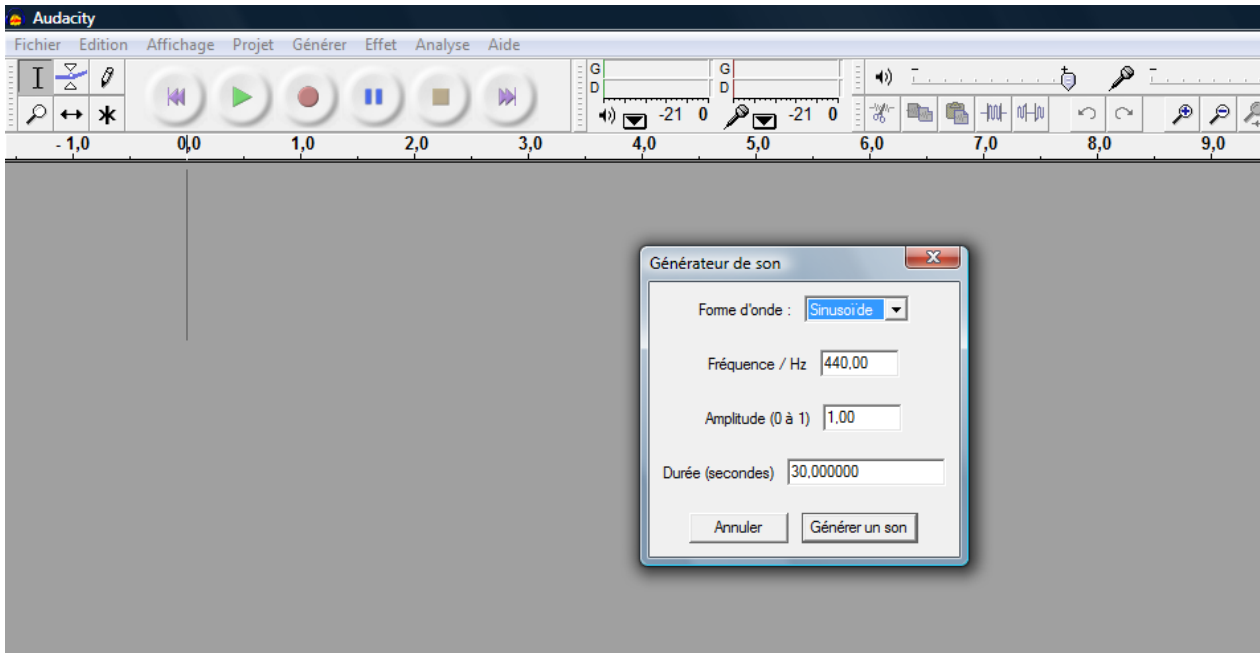 Audacity
Fichier Edition Affichage Projet Générer Effet Analyse Aide
G G
D D
-21 0 -21 0
- 1,0 0,0 1,0 2,0 3,0 4,0 5,0 6,0 7,0 8,0 9,0
Générateur de son
Forme d'onde : Sinusoïde
Fréquence / Hz 440,00
Amplitude (0 à 1) 1,00
Durée (secondes) 30,000000
Annuler Générer un son